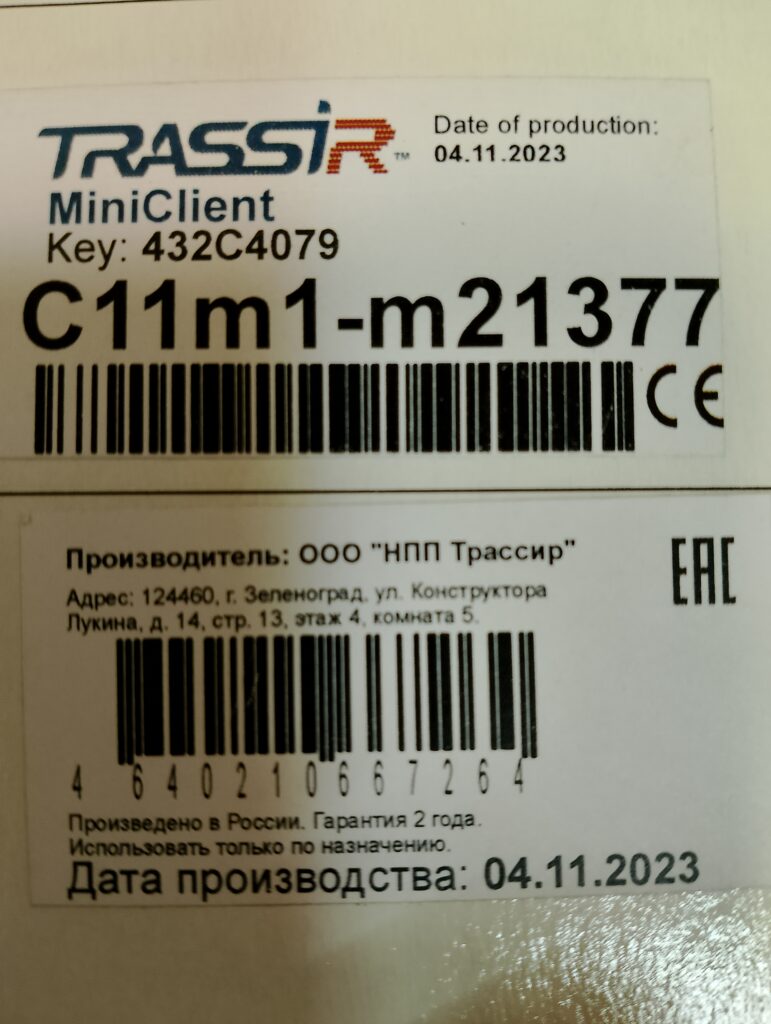 TRASSIR™
Date of production:
04.11.2023
MiniClient
Key: 432C4079
C11m1-m21377
CE
Производитель: ООО "НПП Трассир"
EAC
Адрес: 124460, г. Зеленоград, ул. Конструктора
Лукина, д. 14, стр. 13, этаж 4, комната 5.
4 640210 667264
Произведено в России. Гарантия 2 года.
Использовать только по назначению.
Дата производства: 04.11.2023